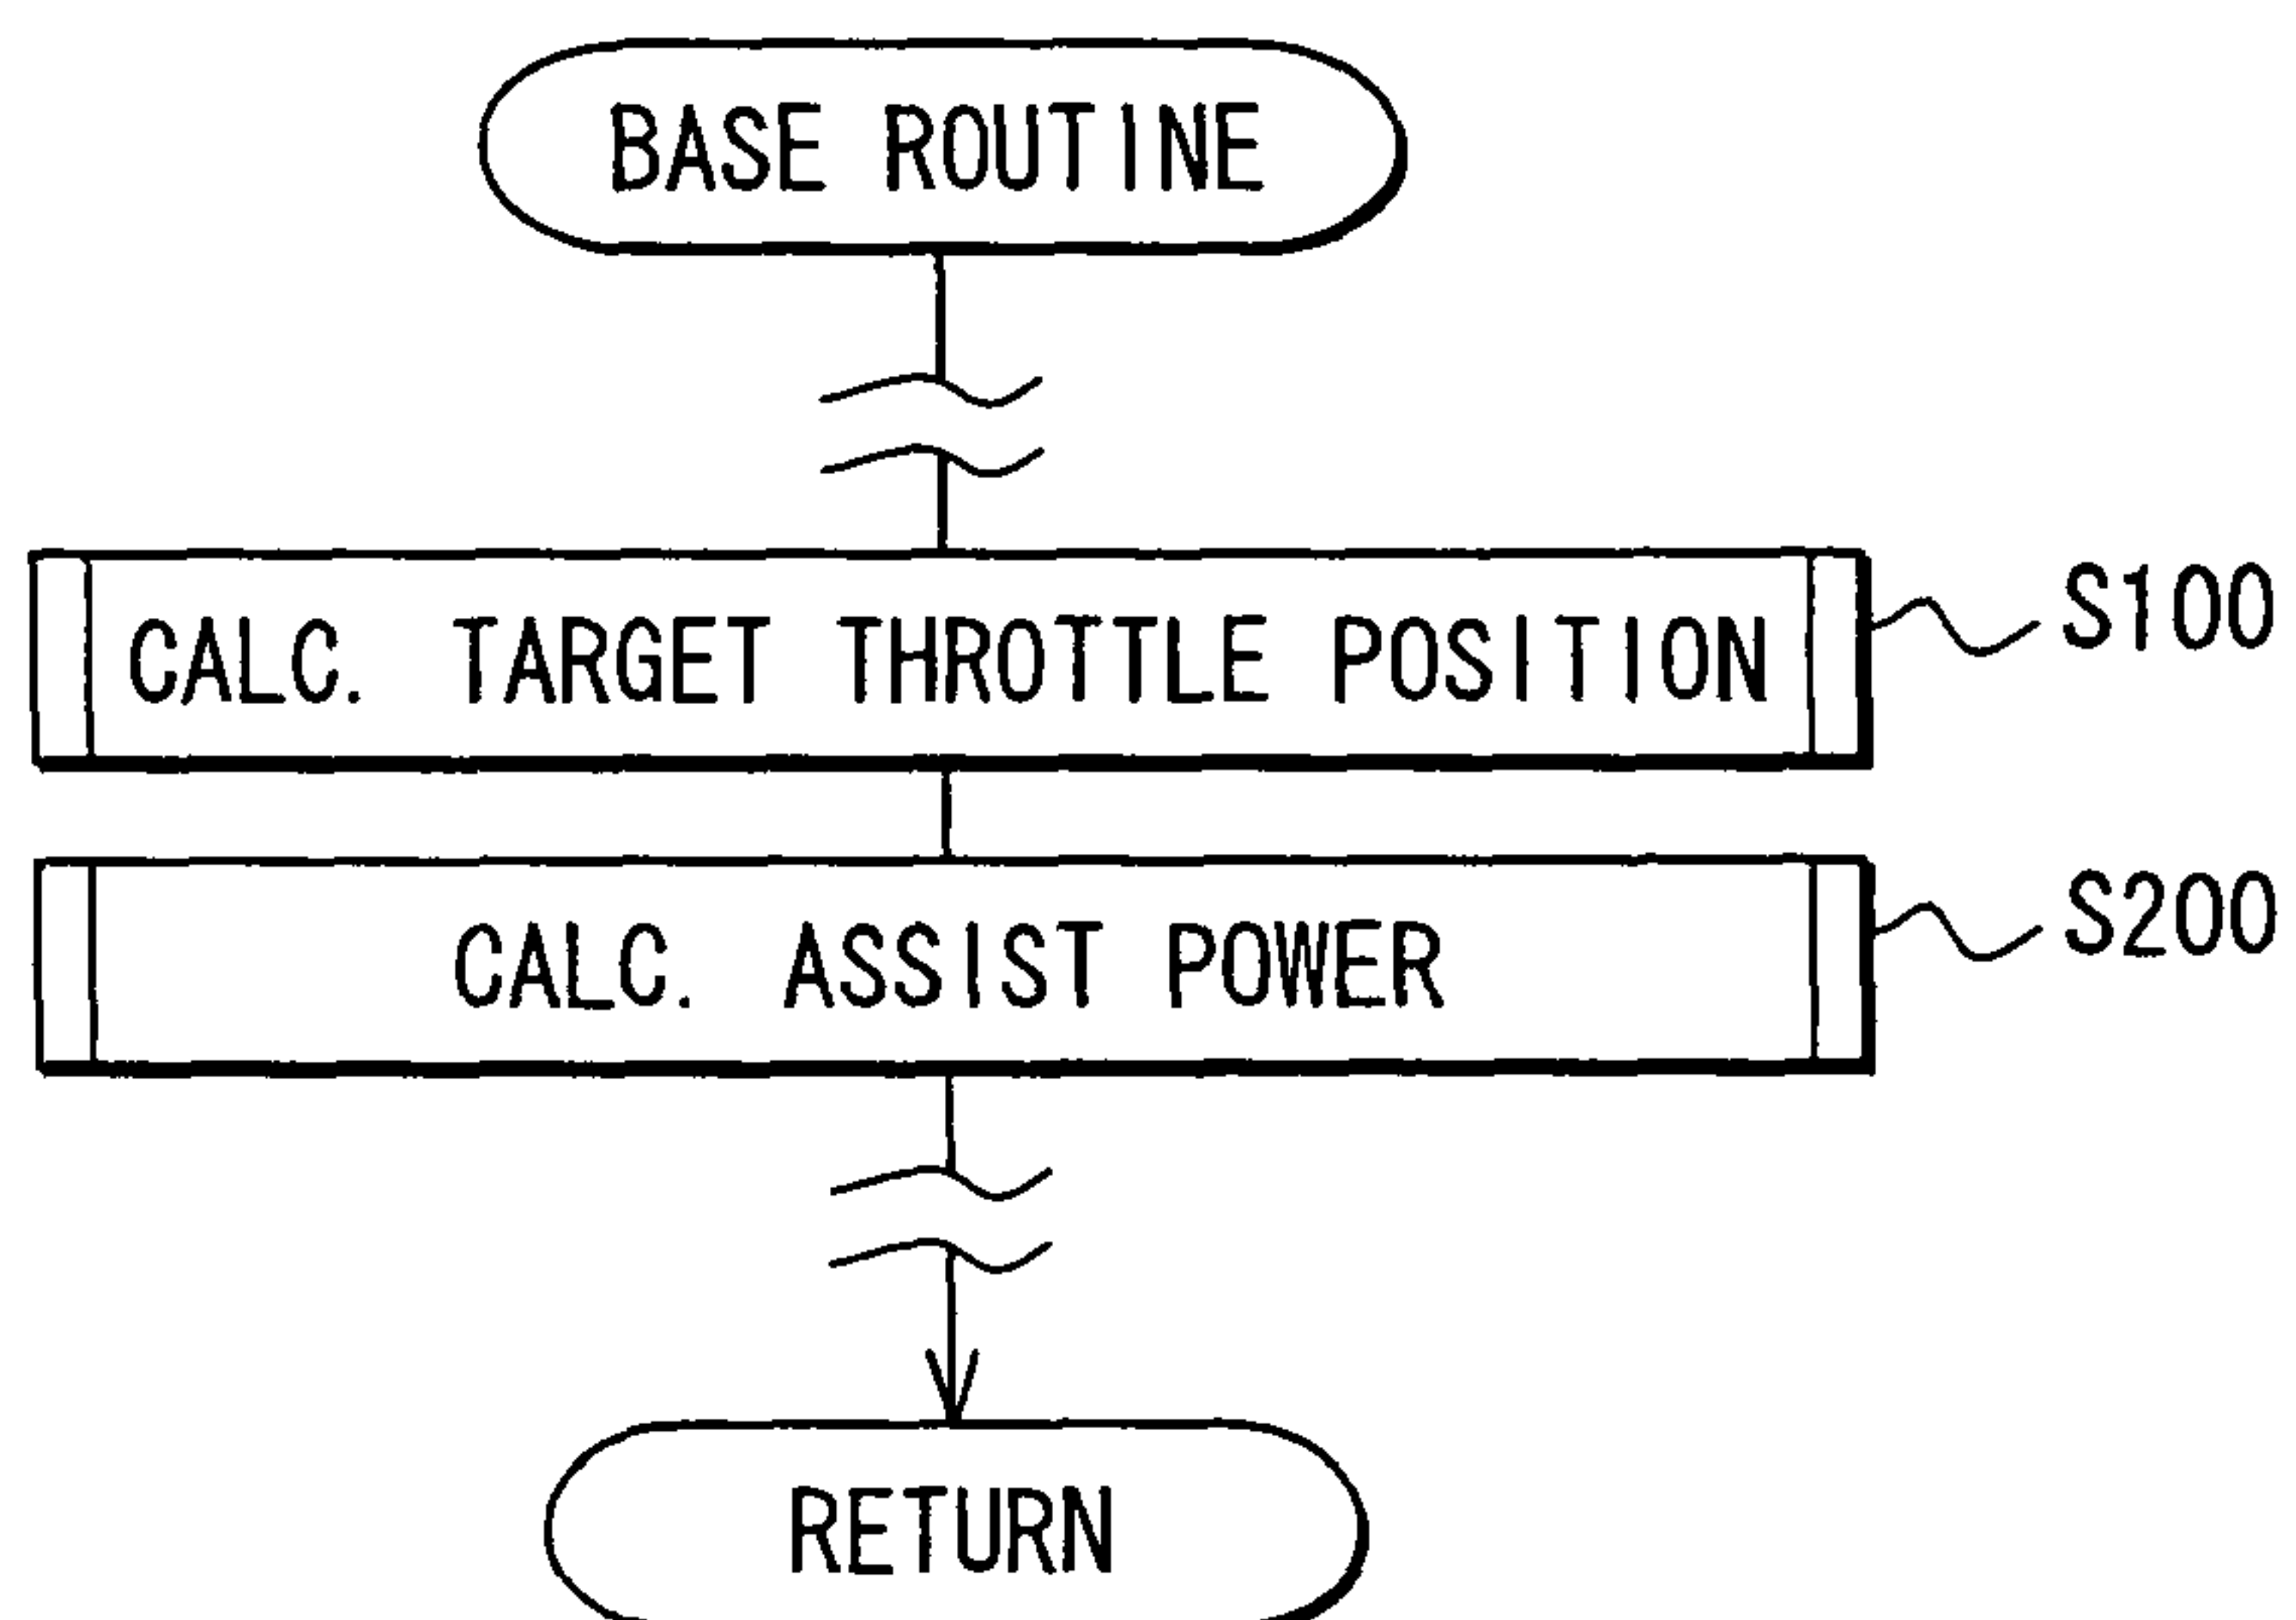 BASE ROUTINE
CALC. TARGET THROTTLE POSITION
S100
CALC. ASSIST POWER
S200
RETURN